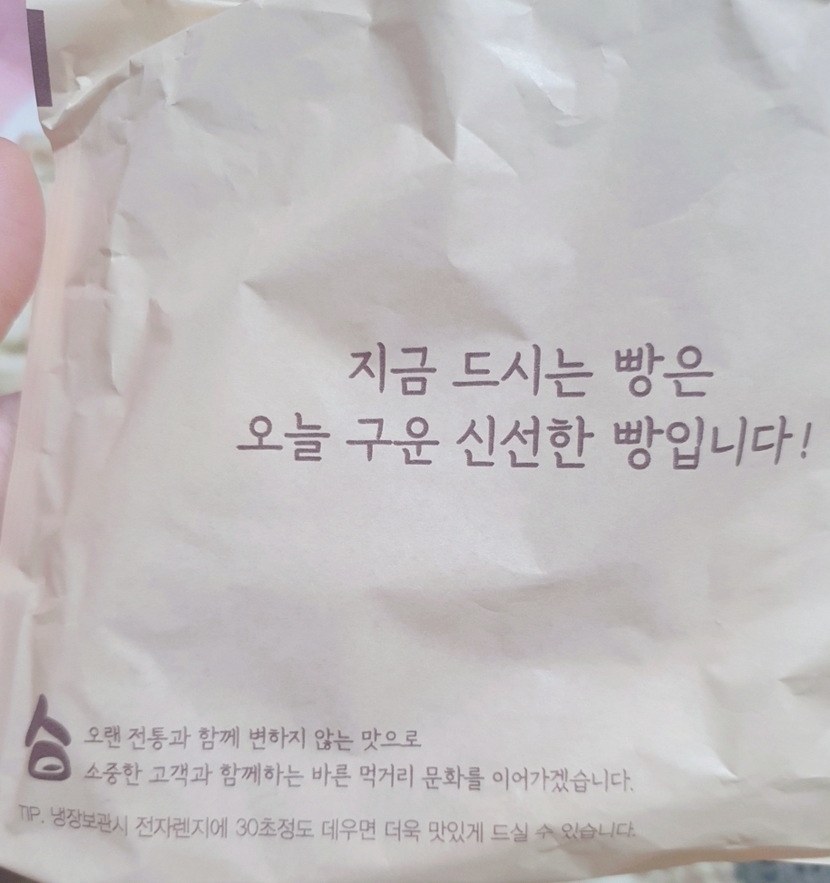 지금 드시는 빵은
오늘 구운 신선한 빵입니다!
오랜 전통과 함께 변하지 않는 맛으로
소중한 고객과 함께하는 바른 먹거리 문화를 이어가겠습니다.
TIP. 냉장보관시 전자렌지에 30초정도 데우면 더욱 맛있게 드실 수 있습니다.